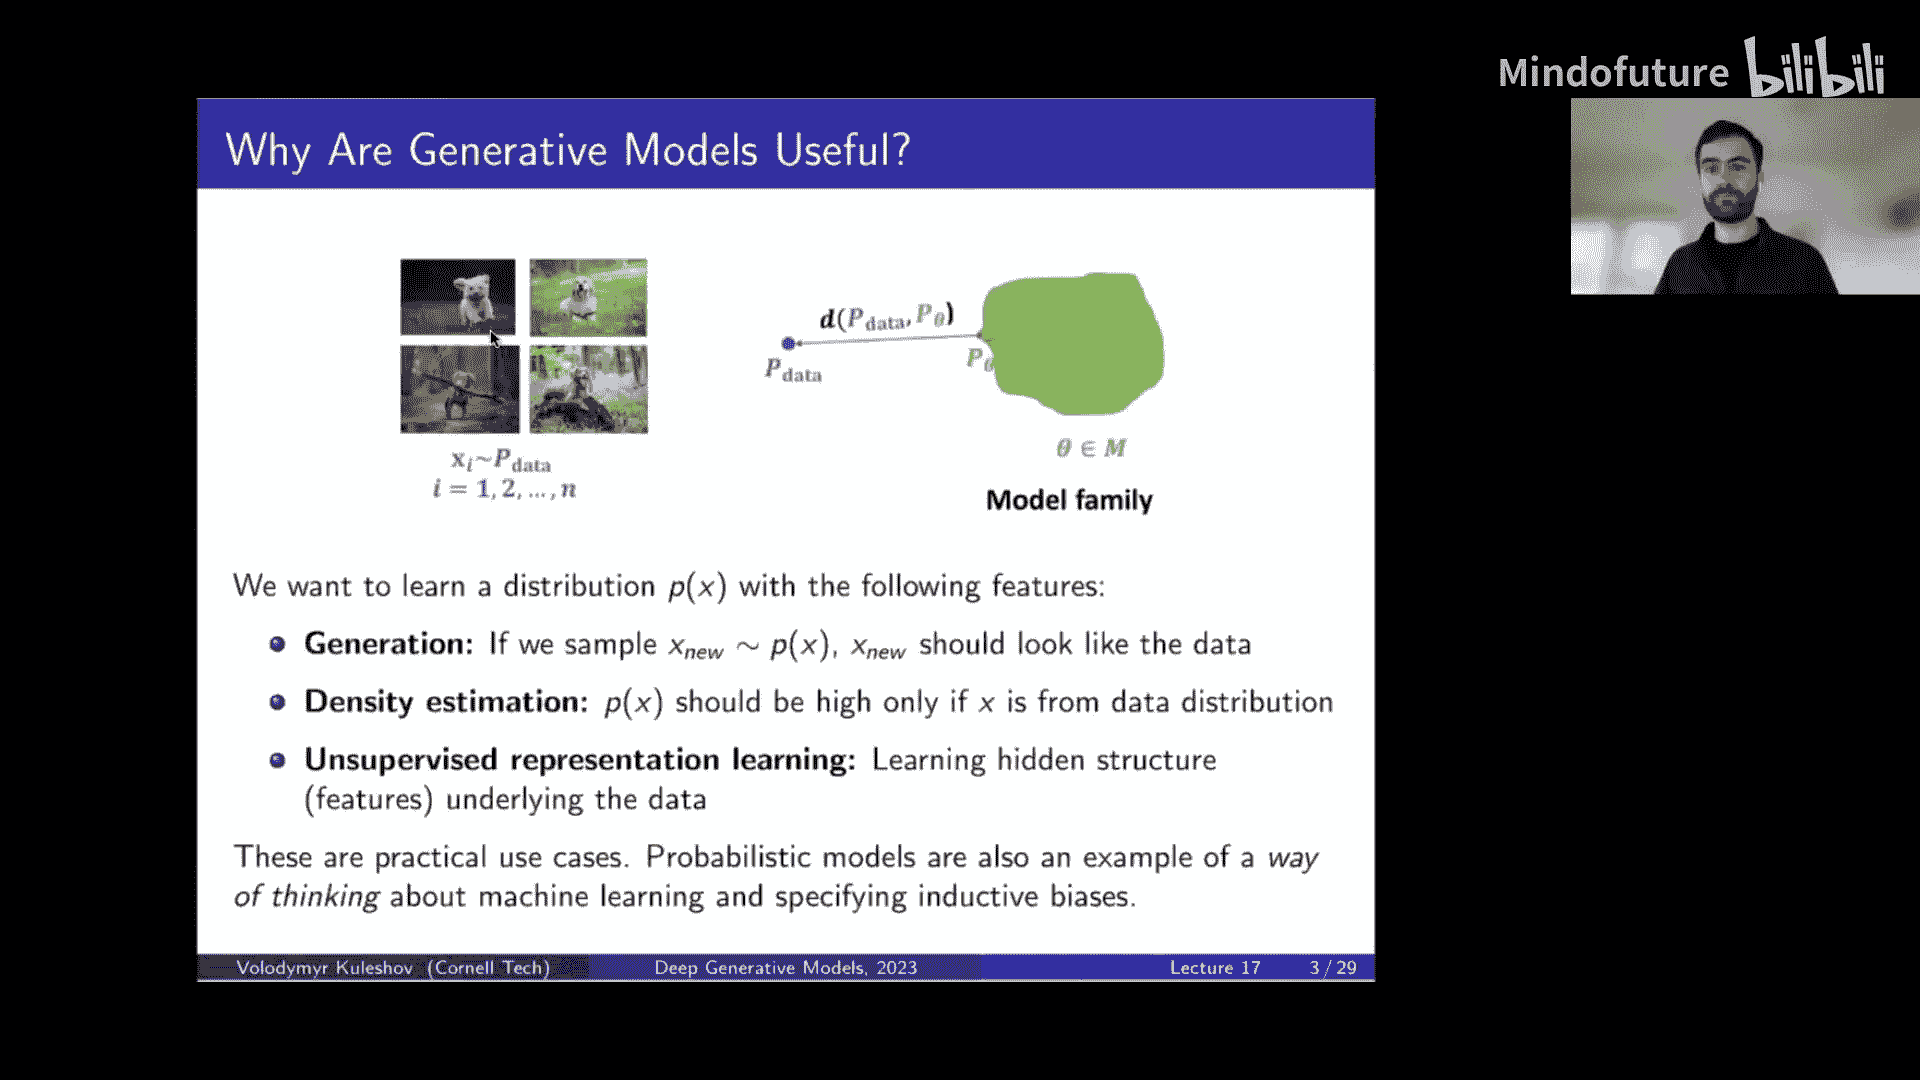 Mindofuture bilibili
Why Are Generative Models Useful?
d(P_data, P_θ)
P_data
P_θ
x_i~P_data
i = 1, 2, ..., n
θ ∈ M
Model family
We want to learn a distribution p(x) with the following features:
Generation: If we sample x_new ∼ p(x), x_new should look like the data
Density estimation: p(x) should be high only if x is from data distribution
Unsupervised representation learning: Learning hidden structure
(features) underlying the data
These are practical use cases. Probabilistic models are also an example of a way
of thinking about machine learning and specifying inductive biases.
Volodymyr Kuleshov (Cornell Tech) Deep Generative Models, 2023 Lecture 17 3 / 29